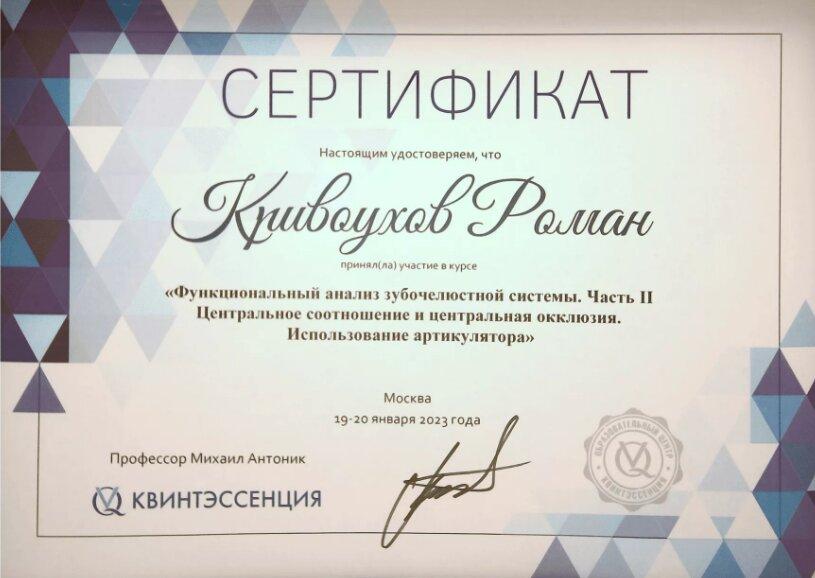 СЕРТИФИКАТ
Настоящим удостоверяем, что
Кривоухов Роман
принял(ла) участие в курсе
«Функциональный анализ зубочелюстной системы. Часть II
Центральное соотношение и центральная окклюзия.
Использование артикулятора»
Москва
19-20 января 2023 года
Профессор Михаил Антоник
КВИНТЭССЕНЦИЯ
ОБРАЗОВАТЕЛЬНЫЙ ЦЕНТР
КВИНТЭССЕНЦИЯ